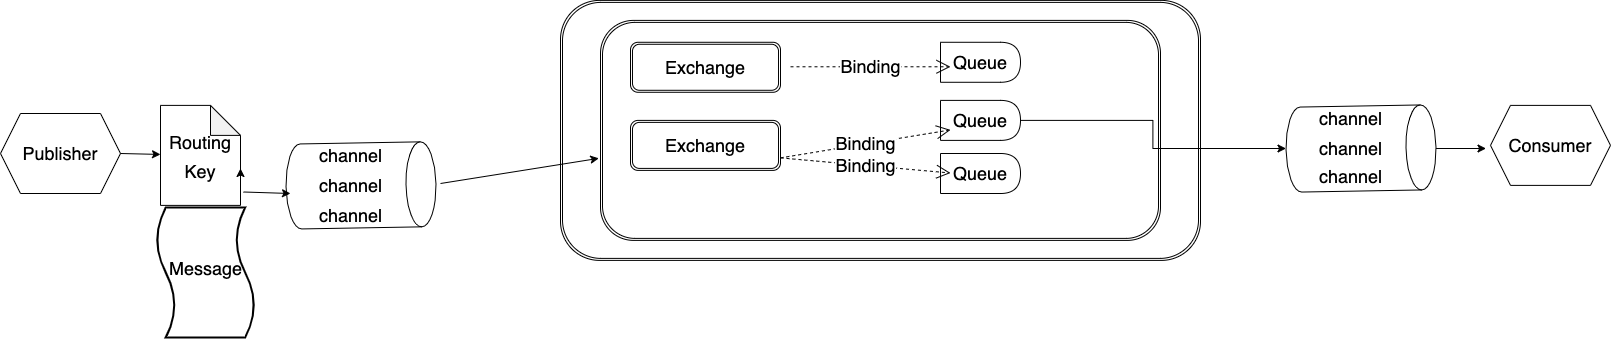 Publisher
Routing
Key
Message
channel
channel
channel
Exchange
Binding
Queue
Exchange
Binding
Binding
Queue
Queue
channel
channel
channel
Consumer